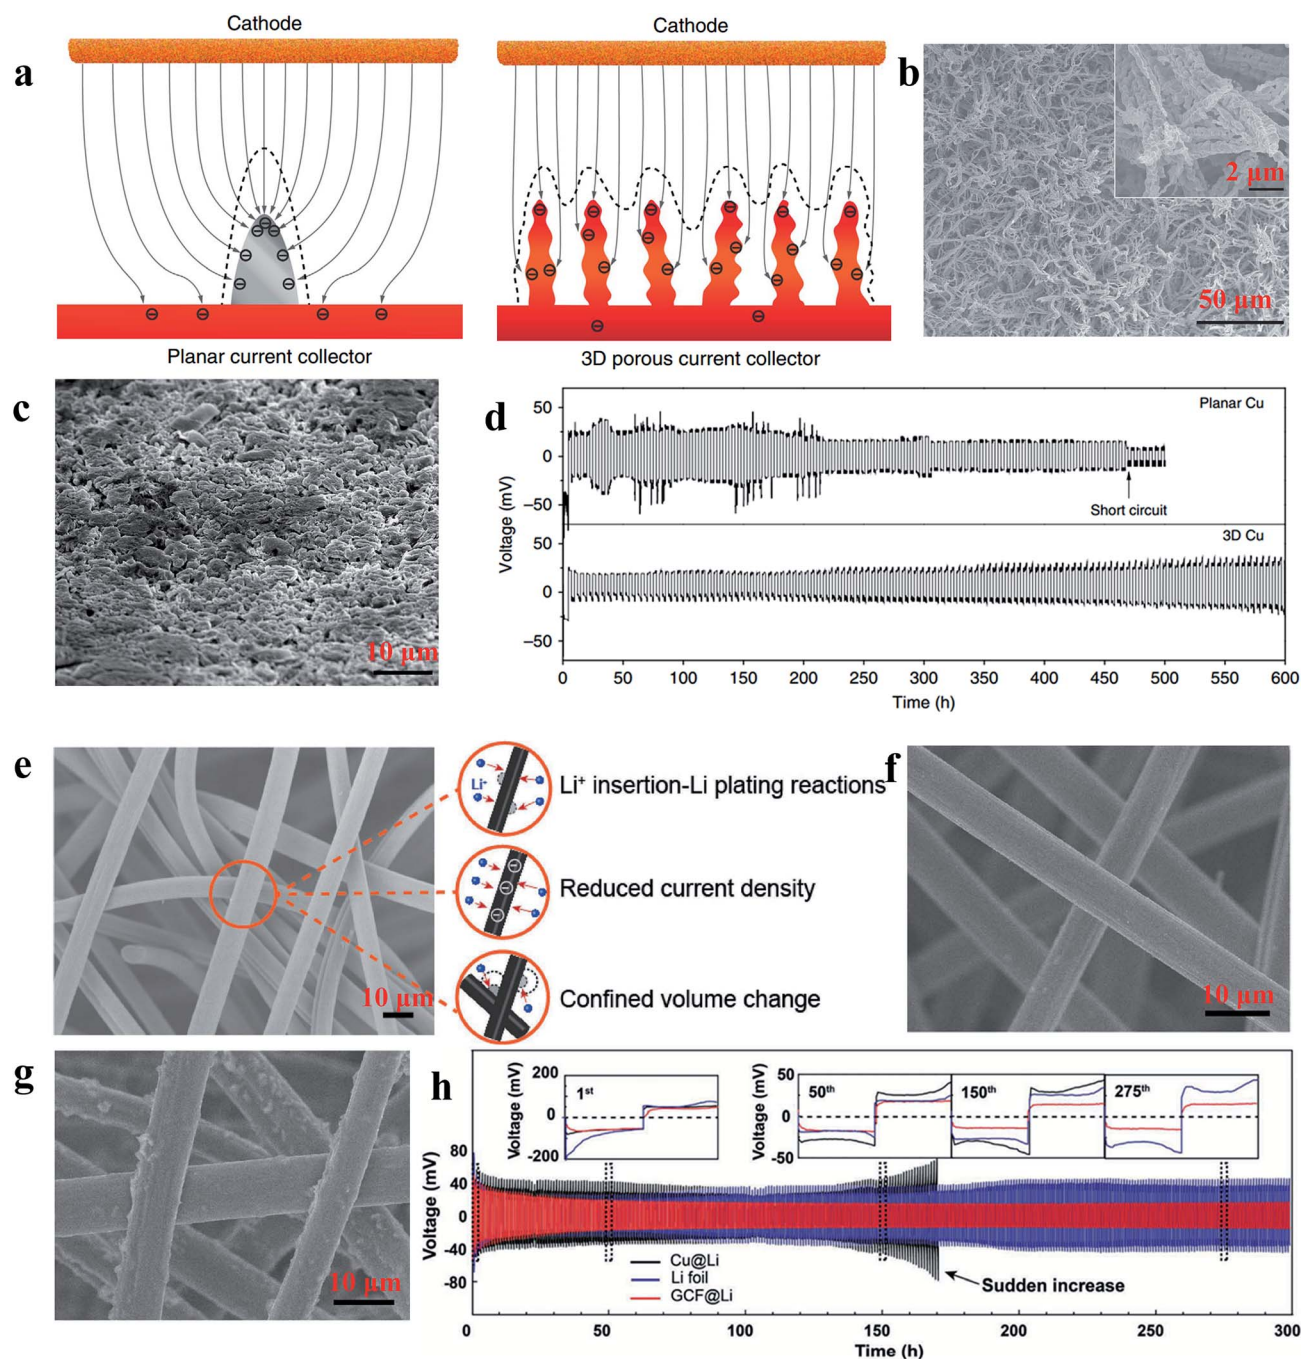 Cathode
Cathode
a
Planar current collector
3D porous current collector
b
2 μm
50 μm
c
10 μm
d
50
0
−50
50
0
−50
Voltage (mV)
Planar Cu
Short circuit
3D Cu
0 50 100 150 200 250 300 350 400 450 500 550 600
Time (h)
e
10 μm
Li⁺
Li⁺ insertion-Li plating reactions
Reduced current density
Confined volume change
f
10 μm
g
10 μm
h
Voltage (mV)
200
0
-200
1st
Voltage (mV)
50
0
-50
50th
150th
275th
Voltage (mV)
80
40
0
-40
-80
Cu@Li
Li foil
GCF@Li
Sudden increase
0 50 100 150 200 250 300
Time (h)